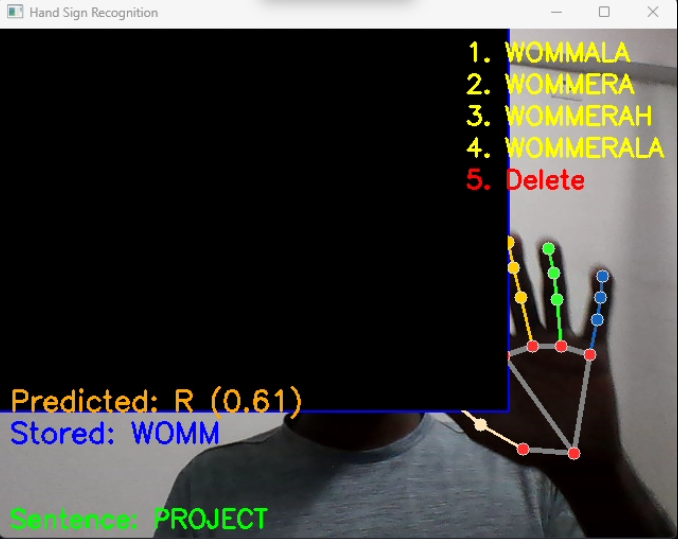 Hand Sign Recognition
1. WOMMALA
2. WOMMERA
3. WOMMERAH
4. WOMMERALA
5. Delete
Predicted: R (0.61)
Stored: WOMM
Sentence: PROJECT